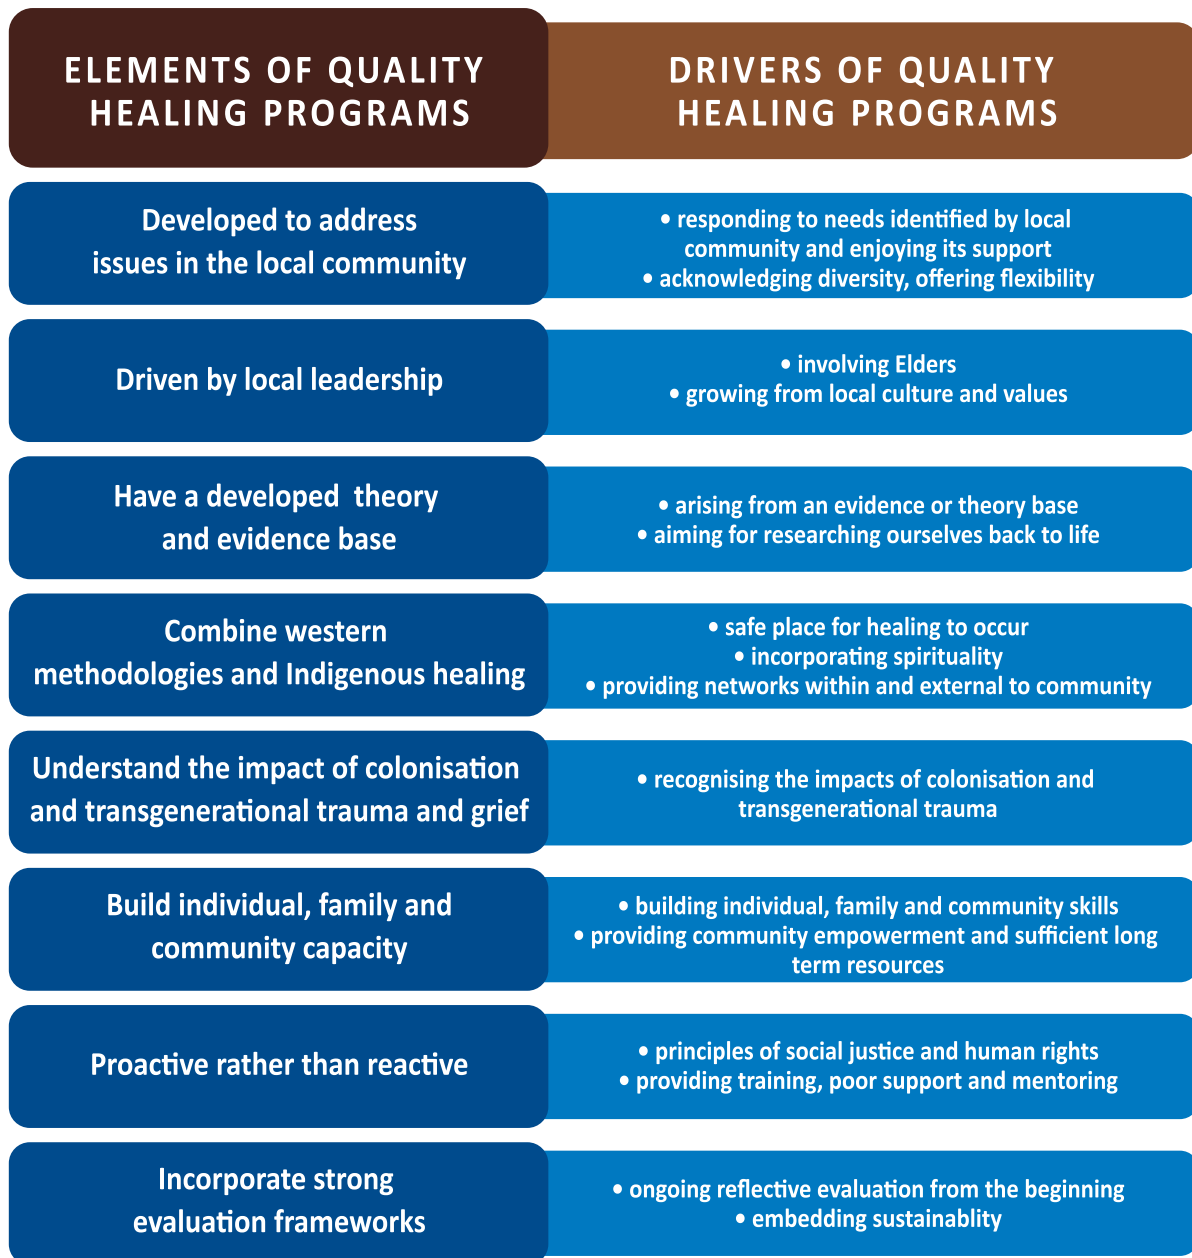 ELEMENTS OF QUALITY
HEALING PROGRAMS
DRIVERS OF QUALITY
HEALING PROGRAMS
Developed to address
issues in the local community
• responding to needs identified by local
community and enjoying its support
• acknowledging diversity, offering flexibility
Driven by local leadership
• involving Elders
• growing from local culture and values
Have a developed theory
and evidence base
• arising from an evidence or theory base
• aiming for researching ourselves back to life
Combine western
methodologies and Indigenous healing
• safe place for healing to occur
• incorporating spirituality
• providing networks within and external to community
Understand the impact of colonisation
and transgenerational trauma and grief
• recognising the impacts of colonisation and
transgenerational trauma
Build individual, family and
community capacity
• building individual, family and community skills
• providing community empowerment and sufficient long
term resources
Proactive rather than reactive
• principles of social justice and human rights
• providing training, poor support and mentoring
Incorporate strong
evaluation frameworks
• ongoing reflective evaluation from the beginning
• embedding sustainablity